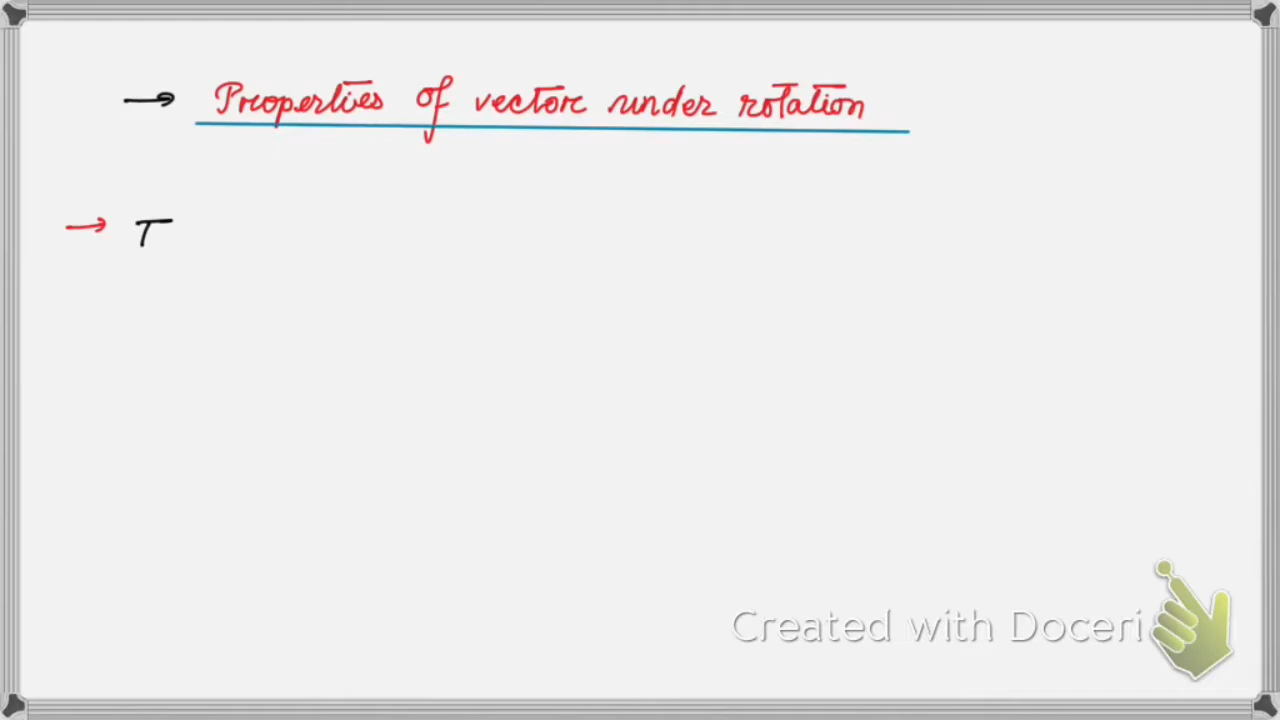 → Properties of vector under rotation
→ T
Created with Doceri